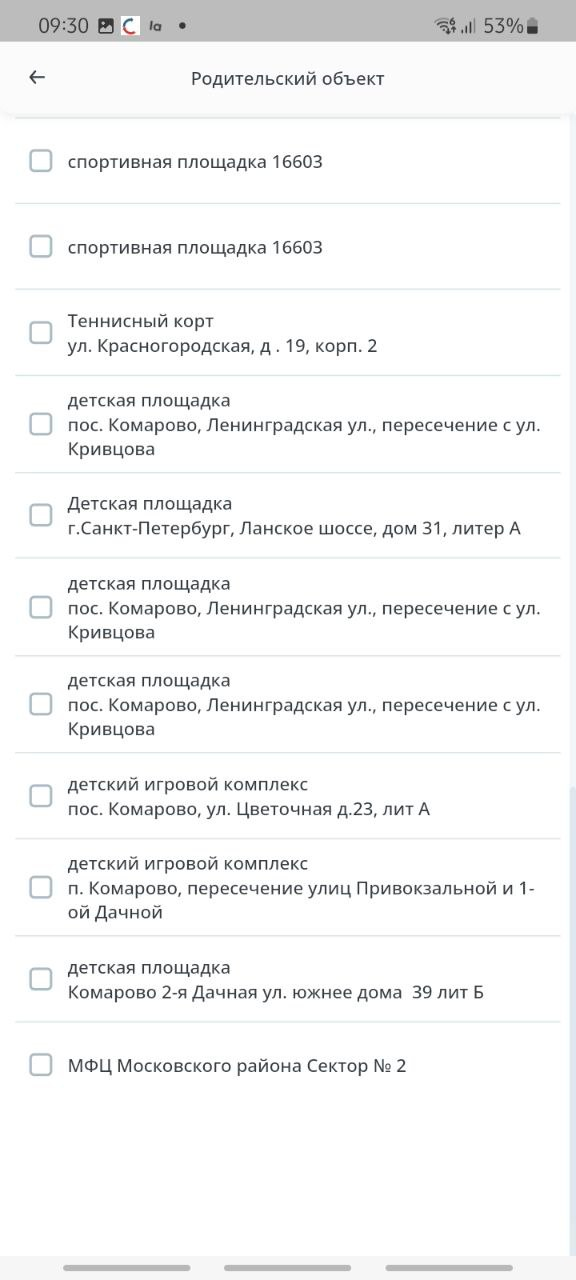 09:30
la
53%
Родительский объект
спортивная площадка 16603
спортивная площадка 16603
Теннисный корт
ул. Красногородская, д . 19, корп. 2
детская площадка
пос. Комарово, Ленинградская ул., пересечение с ул.
Кривцова
Детская площадка
г.Санкт-Петербург, Ланское шоссе, дом 31, литер А
детская площадка
пос. Комарово, Ленинградская ул., пересечение с ул.
Кривцова
детская площадка
пос. Комарово, Ленинградская ул., пересечение с ул.
Кривцова
детский игровой комплекс
пос. Комарово, ул. Цветочная д.23, лит А
детский игровой комплекс
п. Комарово, пересечение улиц Привокзальной и 1-
ой Дачной
детская площадка
Комарово 2-я Дачная ул. южнее дома  39 лит Б
МФЦ Московского района Сектор № 2